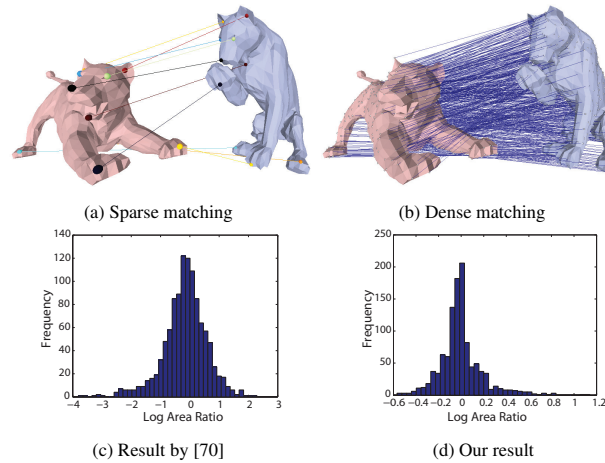 (a) Sparse matching
(b) Dense matching
140
120
100
80
60
40
20
0
Frequency
−4 −3 −2 −1 0 1 2 3
Log Area Ratio
250
200
150
100
50
0
Frequency
−0.6 −0.4 −0.2 0 0.2 0.4 0.6 0.8 1 1.2
Log Area Ratio
(c) Result by [70]
(d) Our result